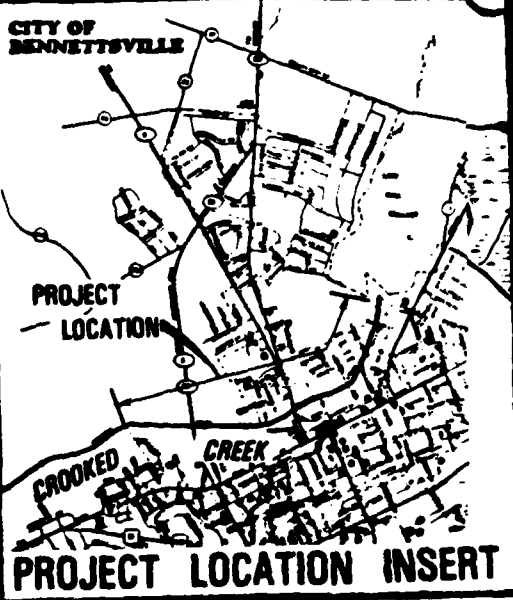 CITY OF
BENNETTSVILLE
PROJECT
LOCATION
CROOKED
CREEK
PROJECT LOCATION INSERT